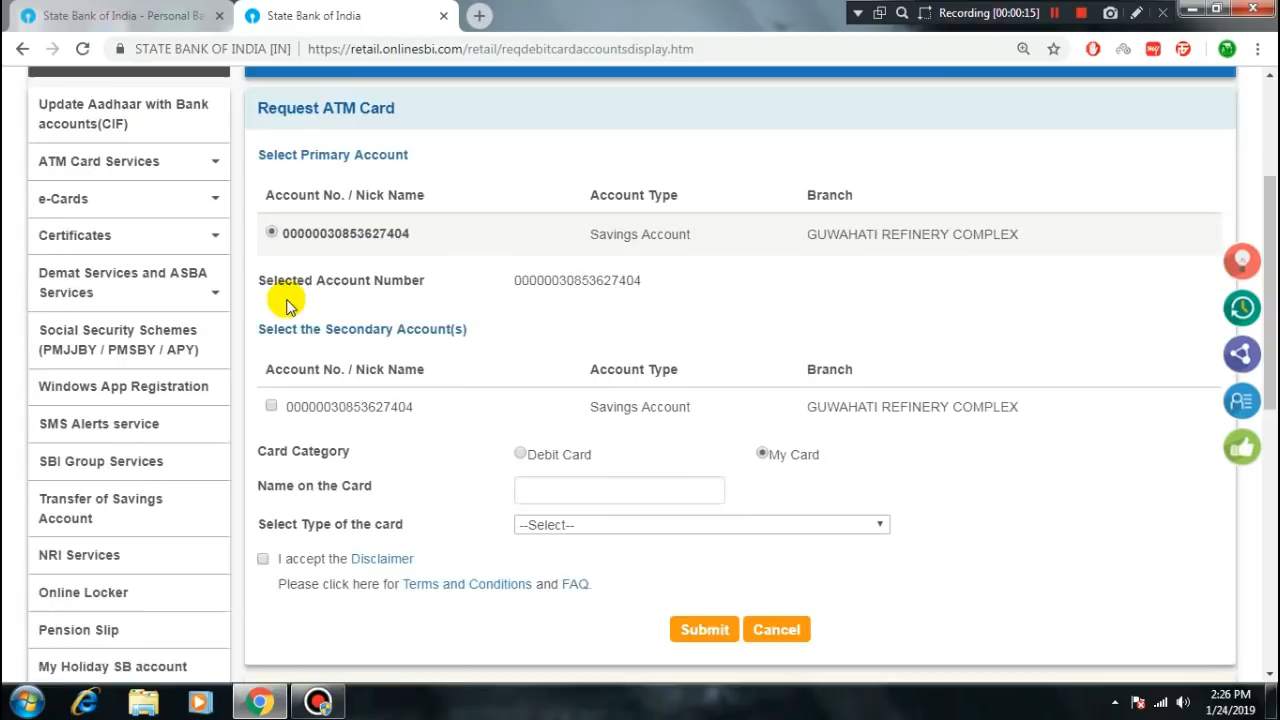 State Bank of India - Personal Ba
State Bank of India
Recording [00:00:15]
STATE BANK OF INDIA [IN]
https://retail.onlinesbi.com/retail/reqdebitcardaccountsdisplay.htm
Update Aadhaar with Bank
accounts(CIF)
ATM Card Services
e-Cards
Certificates
Demat Services and ASBA
Services
Social Security Schemes
(PMJJBY / PMSBY / APY)
Windows App Registration
SMS Alerts service
SBI Group Services
Transfer of Savings
Account
NRI Services
Online Locker
Pension Slip
My Holiday SB account
Request ATM Card
Select Primary Account
Account No. / Nick Name Account Type Branch
00000030853627404 Savings Account GUWAHATI REFINERY COMPLEX
Selected Account Number 00000030853627404
Select the Secondary Account(s)
Account No. / Nick Name Account Type Branch
00000030853627404 Savings Account GUWAHATI REFINERY COMPLEX
Card Category Debit Card My Card
Name on the Card
Select Type of the card --Select--
I accept the Disclaimer
Please click here for Terms and Conditions and FAQ.
Submit Cancel
2:26 PM
1/24/2019